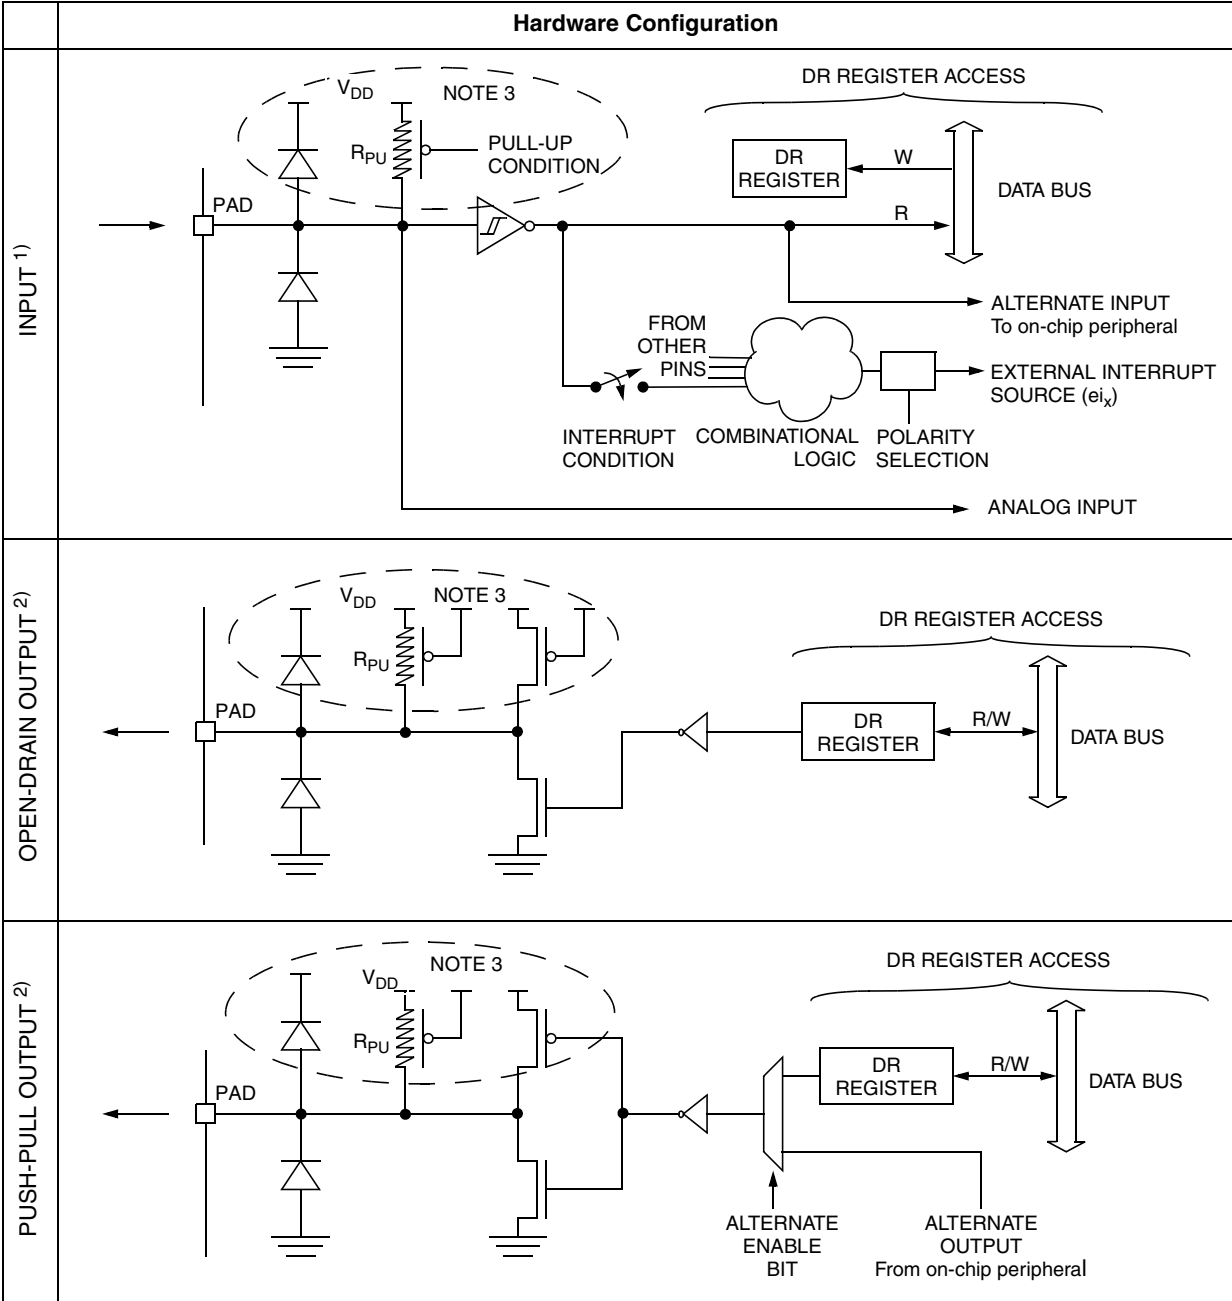 Hardware Configuration
INPUT 1)
VDD
NOTE 3
RPU
PULL-UP
CONDITION
PAD
DR REGISTER ACCESS
DR
REGISTER
W
R
DATA BUS
ALTERNATE INPUT
To on-chip peripheral
FROM
OTHER
PINS
EXTERNAL INTERRUPT
SOURCE (eix)
INTERRUPT
CONDITION
COMBINATIONAL
LOGIC
POLARITY
SELECTION
ANALOG INPUT
OPEN-DRAIN OUTPUT 2)
VDD
NOTE 3
RPU
PAD
DR REGISTER ACCESS
DR
REGISTER
R/W
DATA BUS
PUSH-PULL OUTPUT 2)
VDD
NOTE 3
RPU
PAD
DR REGISTER ACCESS
DR
REGISTER
R/W
DATA BUS
ALTERNATE
ENABLE
BIT
ALTERNATE
OUTPUT
From on-chip peripheral